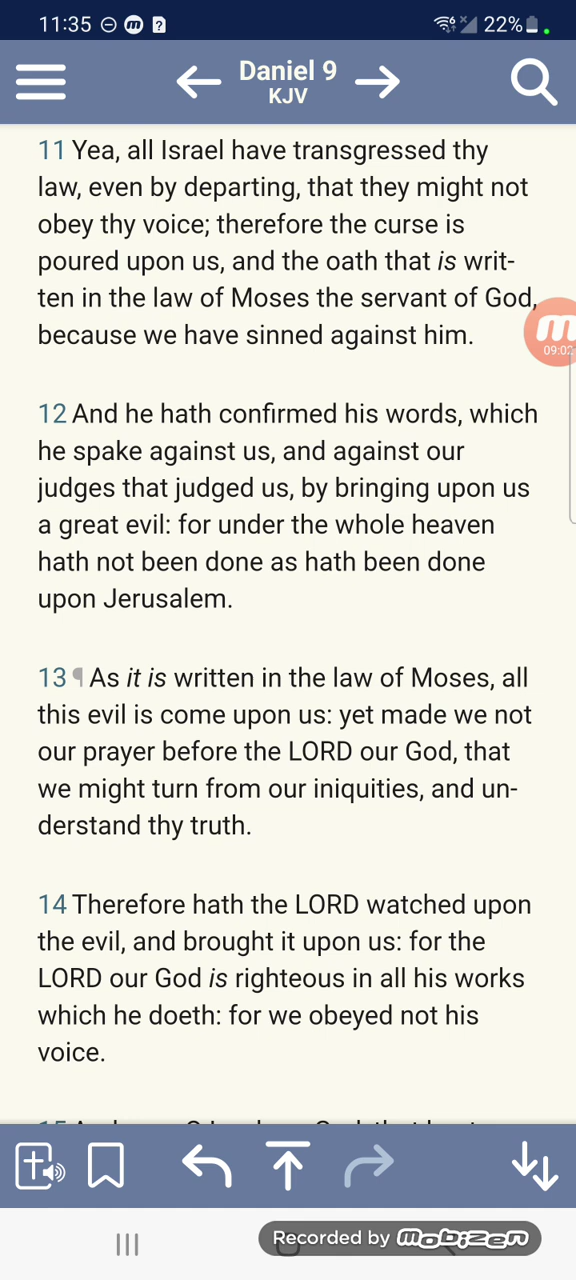 11:35 22%
Daniel 9
KJV
11 Yea, all Israel have transgressed thy
law, even by departing, that they might not
obey thy voice; therefore the curse is
poured upon us, and the oath that is writ-
ten in the law of Moses the servant of God,
because we have sinned against him.
09:02
12 And he hath confirmed his words, which
he spake against us, and against our
judges that judged us, by bringing upon us
a great evil: for under the whole heaven
hath not been done as hath been done
upon Jerusalem.
13 ¶ As it is written in the law of Moses, all
this evil is come upon us: yet made we not
our prayer before the LORD our God, that
we might turn from our iniquities, and un-
derstand thy truth.
14 Therefore hath the LORD watched upon
the evil, and brought it upon us: for the
LORD our God is righteous in all his works
which he doeth: for we obeyed not his
voice.
Recorded by Mobizen